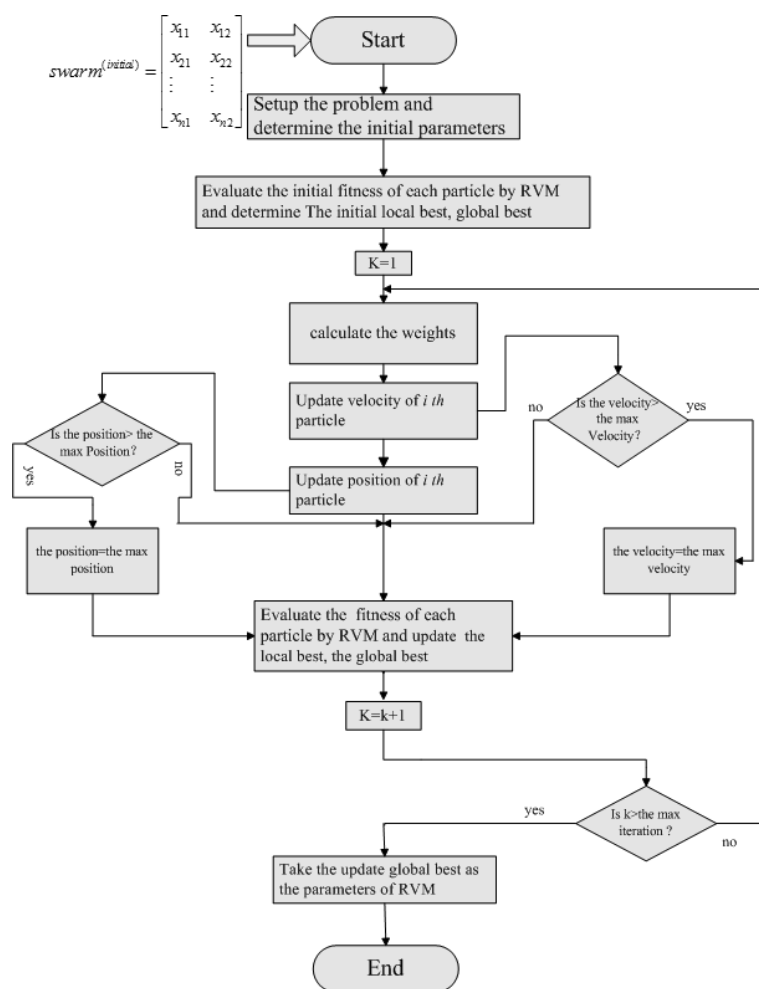 swarm^(initial) = [x11 x12
x21 x22
⋮ ⋮
xn1 xn2]
Start
Setup the problem and
determine the initial parameters
Evaluate the initial fitness of each particle by RVM
and determine The initial local best, global best
K=1
calculate the weights
Update velocity of i th
particle
Is the velocity>
the max
Velocity?
no
yes
Is the position> the
max Position?
yes
no
Update position of i th
particle
the position=the max
position
the velocity=the max
velocity
Evaluate the fitness of each
particle by RVM and update the
local best, the global best
K=k+1
Is k>the max
iteration ?
yes
no
Take the update global best as
the parameters of RVM
End